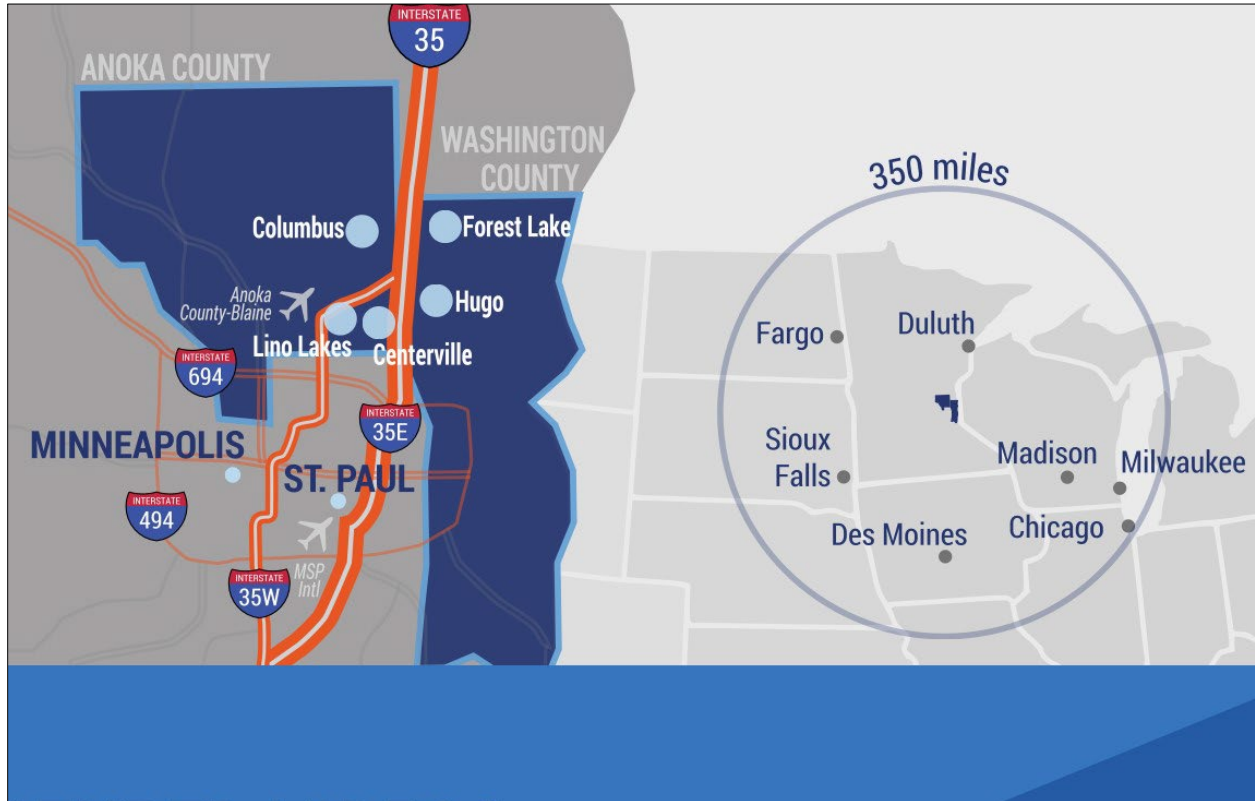 INTERSTATE
35
ANOKA COUNTY
WASHINGTON
COUNTY
Columbus
Forest Lake
Anoka
County-Blaine
Hugo
Lino Lakes
Centerville
INTERSTATE
694
INTERSTATE
35E
MINNEAPOLIS
ST. PAUL
INTERSTATE
494
MSP
Intl
INTERSTATE
35W
350 miles
Fargo
Duluth
Sioux
Falls
Madison
Milwaukee
Des Moines
Chicago